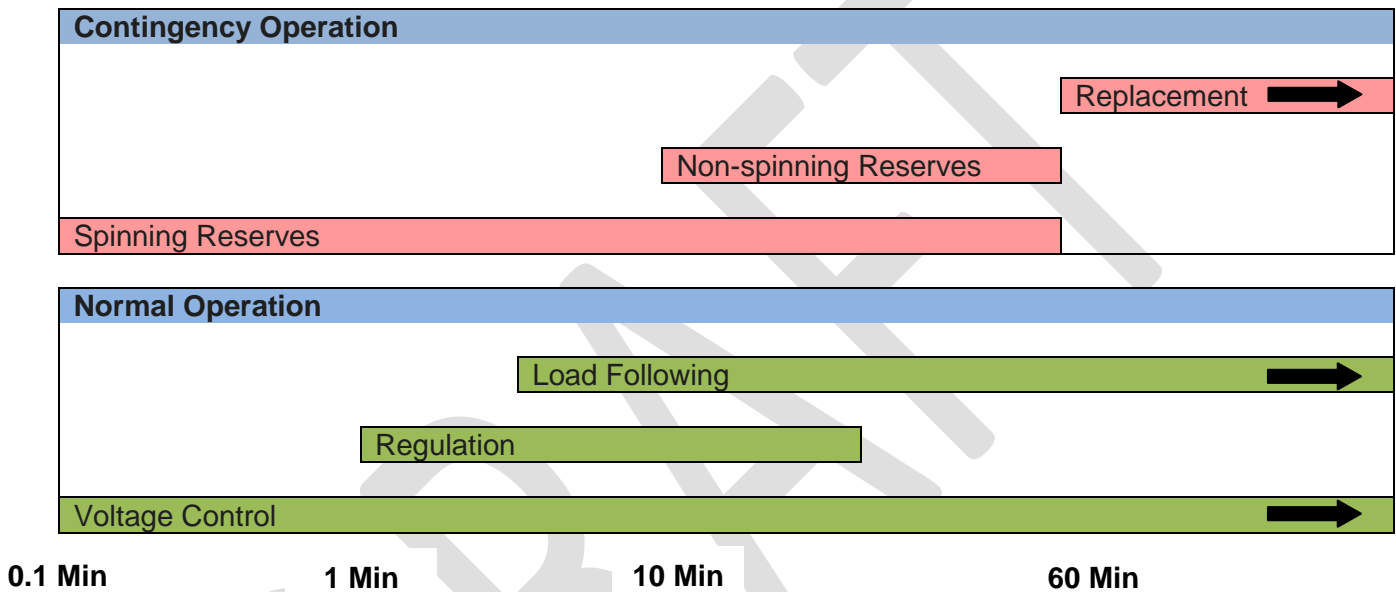 Contingency Operation
Replacement
Non-spinning Reserves
Spinning Reserves
Normal Operation
Load Following
Regulation
Voltage Control
0.1 Min 1 Min 10 Min 60 Min
DRAFT